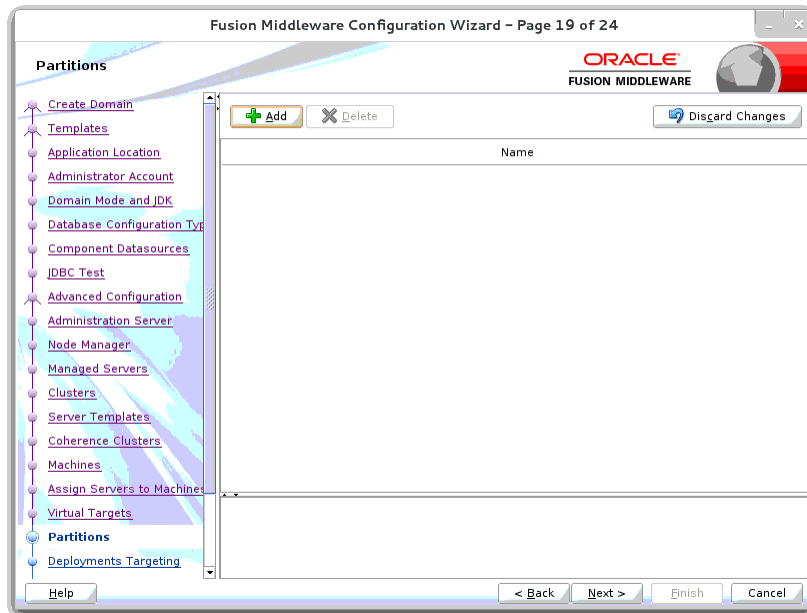 Fusion Middleware Configuration Wizard – Page 19 of 24
Partitions
ORACLE
FUSION MIDDLEWARE
Create Domain
Templates
Application Location
Administrator Account
Domain Mode and JDK
Database Configuration Typ
Component Datasources
JDBC Test
Advanced Configuration
Administration Server
Node Manager
Managed Servers
Clusters
Server Templates
Coherence Clusters
Machines
Assign Servers to Machines
Virtual Targets
Partitions
Deployments Targeting
Add Delete Discard Changes
Name
Help < Back Next > Finish Cancel